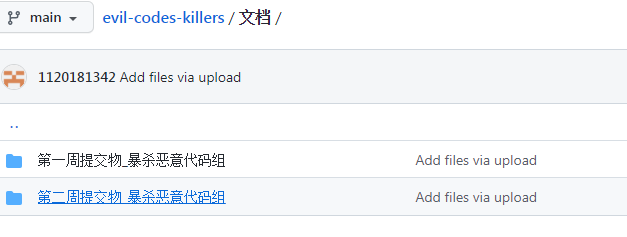 main evil-codes-killers / 文档 /
1120181342 Add files via upload
..
第一周提交物_暴杀恶意代码组 Add files via upload
第二周提交物_暴杀恶意代码组 Add files via upload